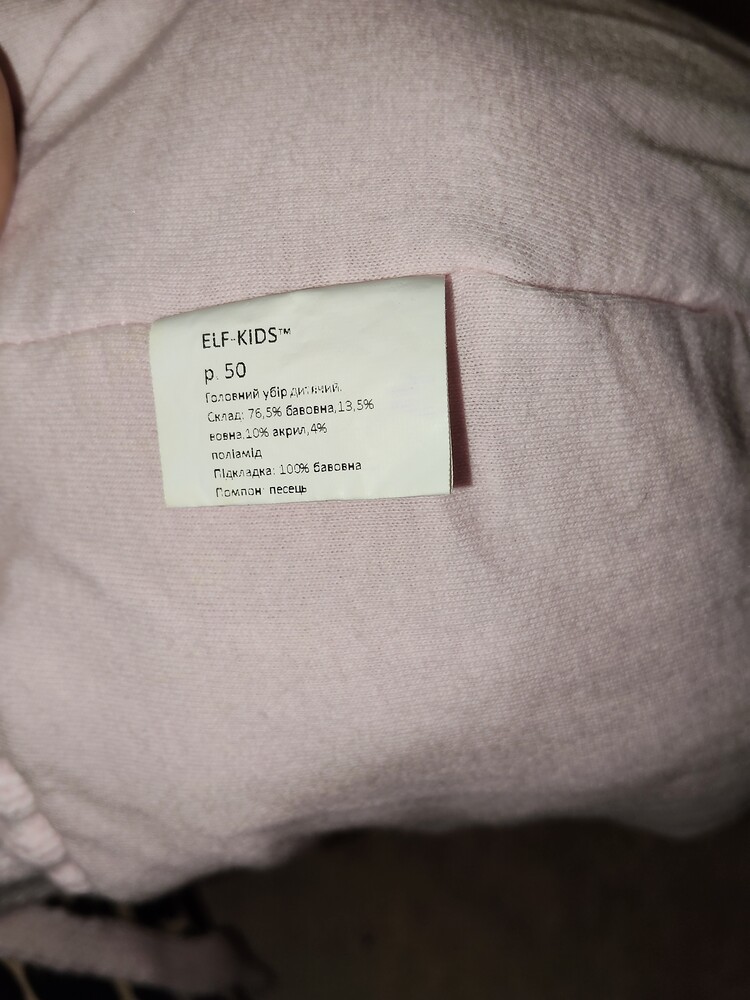 ELF-KIDS™
р. 50
Головний убір дитячий.
Склад: 76,5% бавовна,13,5%
вовна,10% акрил,4%
поліамід
Підкладка: 100% бавовна
Помпон: песець